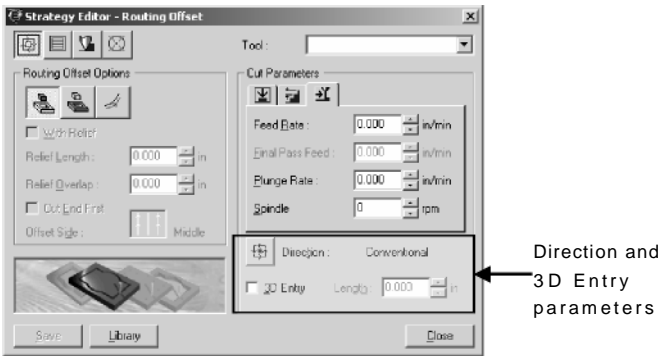 Strategy Editor - Routing Offset
Tool :
Routing Offset Options
With Relief
Relief Length : 0.000 in
Relief Overlap : 0.000 in
Cut End First
Offset Side : Middle
Cut Parameters
Feed Rate : 0.000 in/min
Final Pass Feed : 0.000 in/min
Plunge Rate : 0.000 in/min
Spindle 0 rpm
Direction : Conventional
3D Entry Length : 0.000 in
Direction and
3D Entry
parameters
Save Library Close